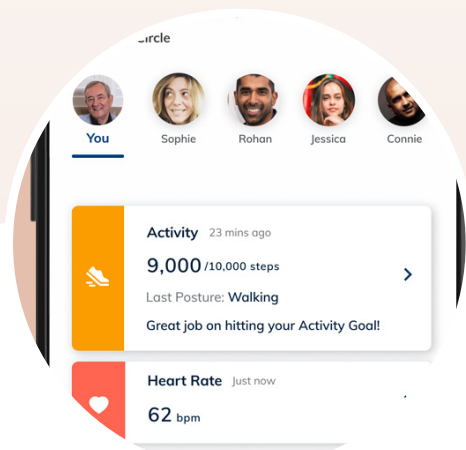 ircle
You
Sophie
Rohan
Jessica
Connie
Activity 23 mins ago
9,000/10,000 steps
Last Posture: Walking
Great job on hitting your Activity Goal!
Heart Rate Just now
62 bpm